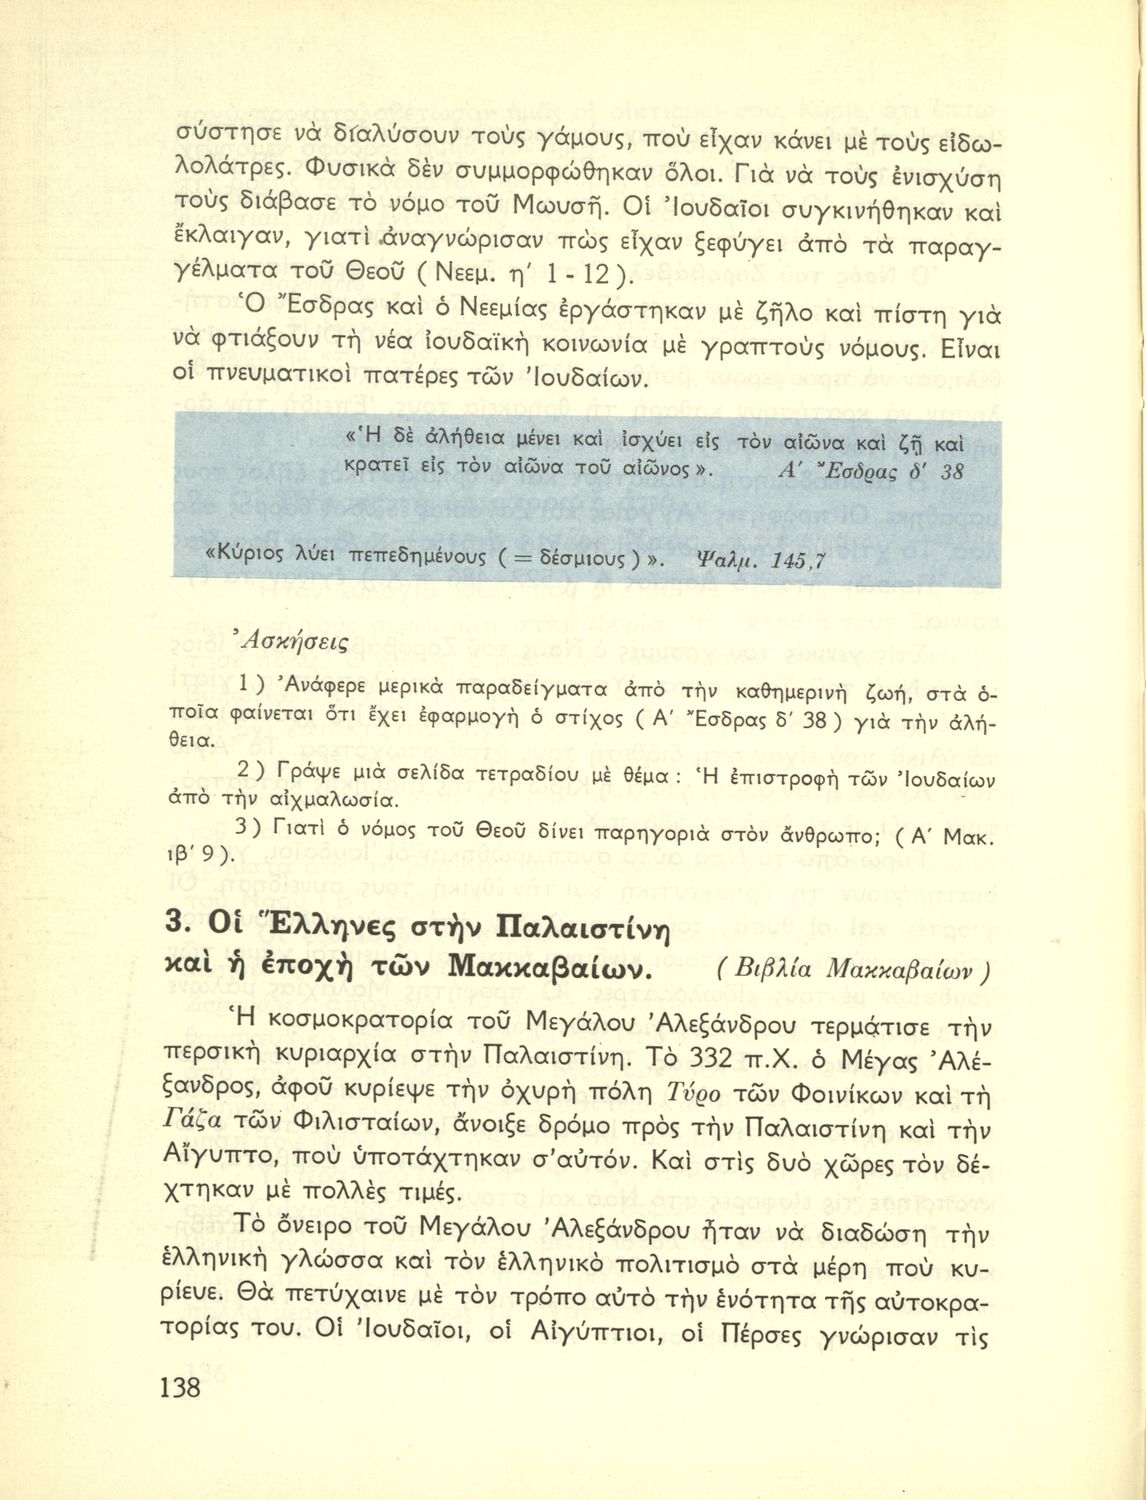 σύστησε νὰ διαλύσουν τοὺς γάμους, ποὺ εἶχαν κάνει μὲ τοὺς εἰδω-
λολάτρες. Φυσικὰ δὲν συμμορφώθηκαν ὅλοι. Γιὰ νὰ τοὺς ἐνισχύση
τοὺς διάβασε τὸ νόμο τοῦ Μωυσῆ. Οἱ Ἰουδαῖοι συγκινήθηκαν καὶ
ἔκλαιγαν, γιατὶ ἀναγνώρισαν πὼς εἶχαν ξεφύγει ἀπὸ τὰ παραγ-
γέλματα τοῦ Θεοῦ ( Νεεμ. η' 1 - 12 ).
Ὁ Ἔσδρας καὶ ὁ Νεεμίας ἐργάστηκαν μὲ ζῆλο καὶ πίστη γιὰ
νὰ φτιάξουν τὴ νέα ἰουδαϊκὴ κοινωνία μὲ γραπτοὺς νόμους. Εἶναι
οἱ πνευματικοὶ πατέρες τῶν Ἰουδαίων.
«Ἡ δὲ ἀλήθεια μένει καὶ ἰσχύει εἰς τὸν αἰῶνα καὶ ζῇ καὶ
κρατεῖ εἰς τὸν αἰῶνα τοῦ αἰῶνος ». Α' Ἔσδρας δ' 38
«Κύριος λύει πεπεδημένους ( = δέσμιους ) ». Ψαλμ. 145,7
Ἀσκήσεις
1 ) Ἀνάφερε μερικὰ παραδείγματα ἀπὸ τὴν καθημερινὴ ζωή, στὰ ὁ-
ποῖα φαίνεται ὅτι ἔχει ἐφαρμογὴ ὁ στίχος ( Α' Ἔσδρας δ' 38 ) γιὰ τὴν ἀλή-
θεια.
2 ) Γράψε μιὰ σελίδα τετραδίου μὲ θέμα : Ἡ ἐπιστροφὴ τῶν Ἰουδαίων
ἀπὸ τὴν αἰχμαλωσία.
3 ) Γιατὶ ὁ νόμος τοῦ Θεοῦ δίνει παρηγοριὰ στὸν ἄνθρωπο; ( Α' Μακ.
ιβ' 9 ).
3. Οἱ Ἕλληνες στὴν Παλαιστίνη
καὶ ἡ ἐποχὴ τῶν Μακκαβαίων. ( Βιβλία Μακκαβαίων )
Ἡ κοσμοκρατορία τοῦ Μεγάλου Ἀλεξάνδρου τερμάτισε τὴν
περσικὴ κυριαρχία στὴν Παλαιστίνη. Τὸ 332 π.Χ. ὁ Μέγας Ἀλέ-
ξανδρος, ἀφοῦ κυρίεψε τὴν ὀχυρὴ πόλη Τύρο τῶν Φοινίκων καὶ τὴ
Γάζα τῶν Φιλισταίων, ἄνοιξε δρόμο πρὸς τὴν Παλαιστίνη καὶ τὴν
Αἴγυπτο, ποὺ ὑποτάχτηκαν σ'αὐτόν. Καὶ στὶς δυὸ χῶρες τὸν δέ-
χτηκαν μὲ πολλὲς τιμές.
Τὸ ὄνειρο τοῦ Μεγάλου Ἀλεξάνδρου ἦταν νὰ διαδώση τὴν
ἑλληνικὴ γλώσσα καὶ τὸν ἑλληνικὸ πολιτισμὸ στὰ μέρη ποὺ κυ-
ρίευε. Θὰ πετύχαινε μὲ τὸν τρόπο αὐτὸ τὴν ἑνότητα τῆς αὐτοκρα-
τορίας του. Οἱ Ἰουδαῖοι, οἱ Αἰγύπτιοι, οἱ Πέρσες γνώρισαν τὶς
138